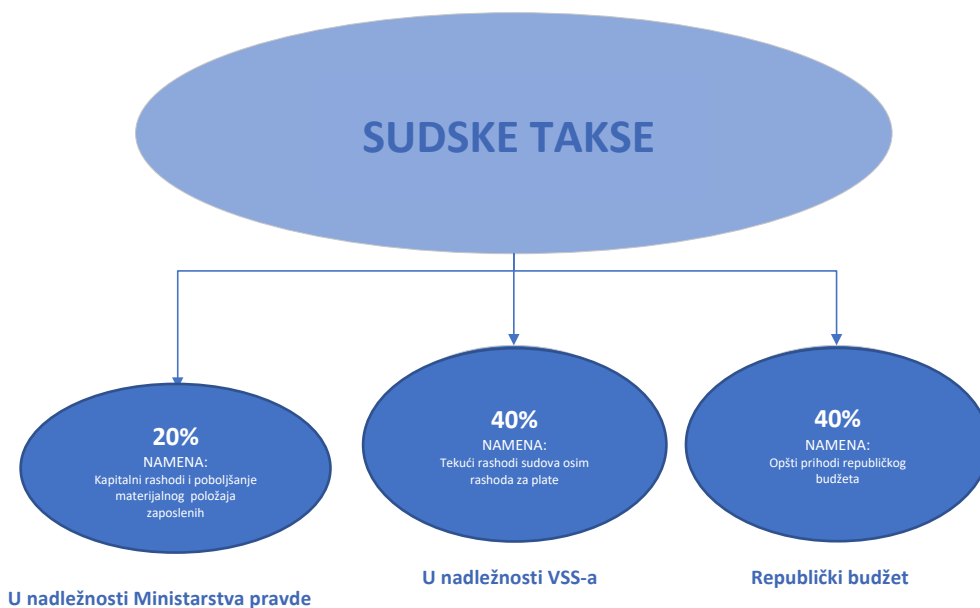 SUDSKE TAKSE
20%
NAMENA:
Kapitalni rashodi i poboljšanje
materijalnog položaja
zaposlenih
40%
NAMENA:
Tekući rashodi sudova osim
rashoda za plate
40%
NAMENA:
Opšti prihodi republičkog
budžeta
U nadležnosti Ministarstva pravde
U nadležnosti VSS-a
Republički budžet